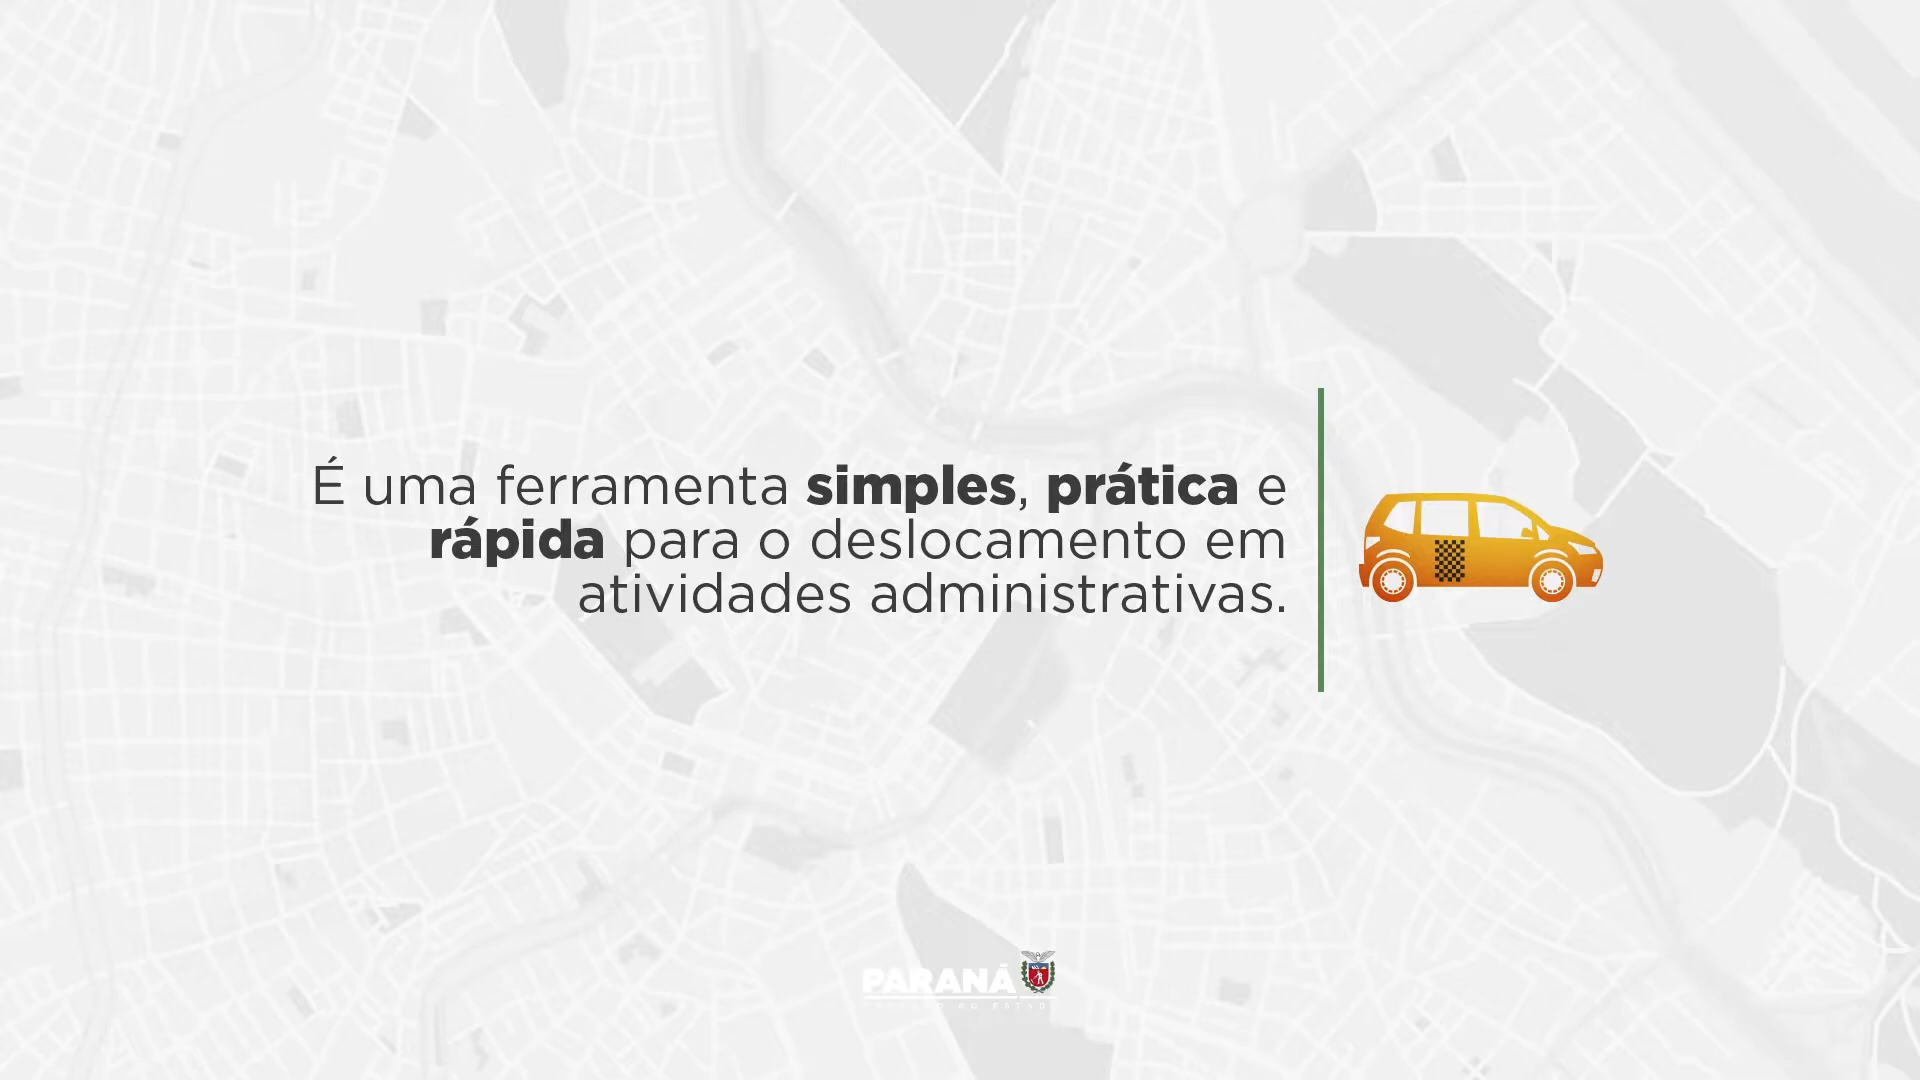 É uma ferramenta simples, prática e
rápida para o deslocamento em
atividades administrativas.
PARANÁ